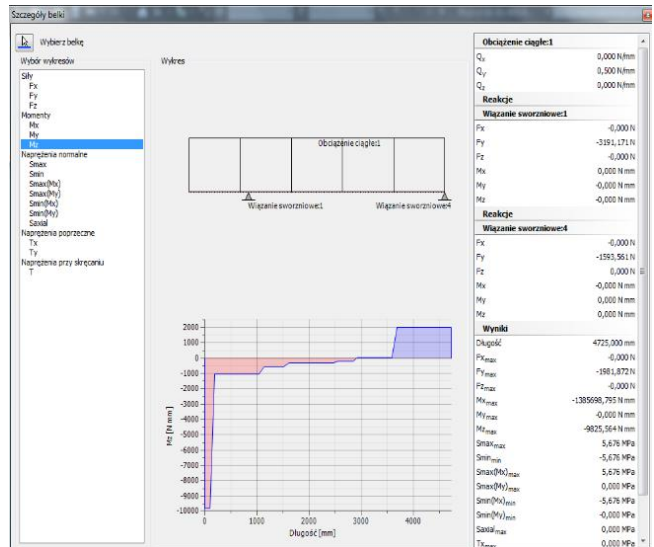 Szczegóły belki
Wybierz belkę
Wybór wykresów
Siły
Fx
Fy
Fz
Momenty
Mx
My
Mz
Naprężenia normalne
Smax
Smin
Smax(Mx)
Smax(My)
Smin(Mx)
Smin(My)
Saxial
Naprężenia poprzeczne
Tx
Ty
Naprężenia przy skręcaniu
T
Wykres
Obciążenie ciągłe:1
Wiązanie sworzniowe:1
Wiązanie sworzniowe:4
2000
1000
0
-1000
-2000
-3000
-4000
-5000
-6000
-7000
-8000
-9000
-10000
Mz [N mm]
0 1000 2000 3000 4000
Długość [mm]
Obciążenie ciągłe:1
Qx 0,000 N/mm
Qy 0,500 N/mm
Qz 0,000 N/mm
Reakcje
Wiązanie sworzniowe:1
Fx -0,000 N
Fy -3191,171 N
Fz -0,000 N
Mx 0,000 N mm
My -0,000 N mm
Mz -0,000 N mm
Reakcje
Wiązanie sworzniowe:4
Fx -0,000 N
Fy -1593,561 N
Fz 0,000 N
Mx -0,000 N mm
My 0,000 N mm
Mz 0,000 N mm
Wyniki
Długość 4725,000 mm
Fxmax -0,000 N
Fymax -1981,872 N
Fzmax -0,000 N
Mxmax -1385698,795 N mm
Mymax -0,000 N mm
Mzmax -9825,564 N mm
Smaxmax 5,676 MPa
Sminmin -5,676 MPa
Smax(Mx)max 5,676 MPa
Smax(My)max 0,000 MPa
Smin(Mx)min -5,676 MPa
Smin(My)min -0,000 MPa
Saxialmax 0,000 MPa
Txmax 0,000 MPa